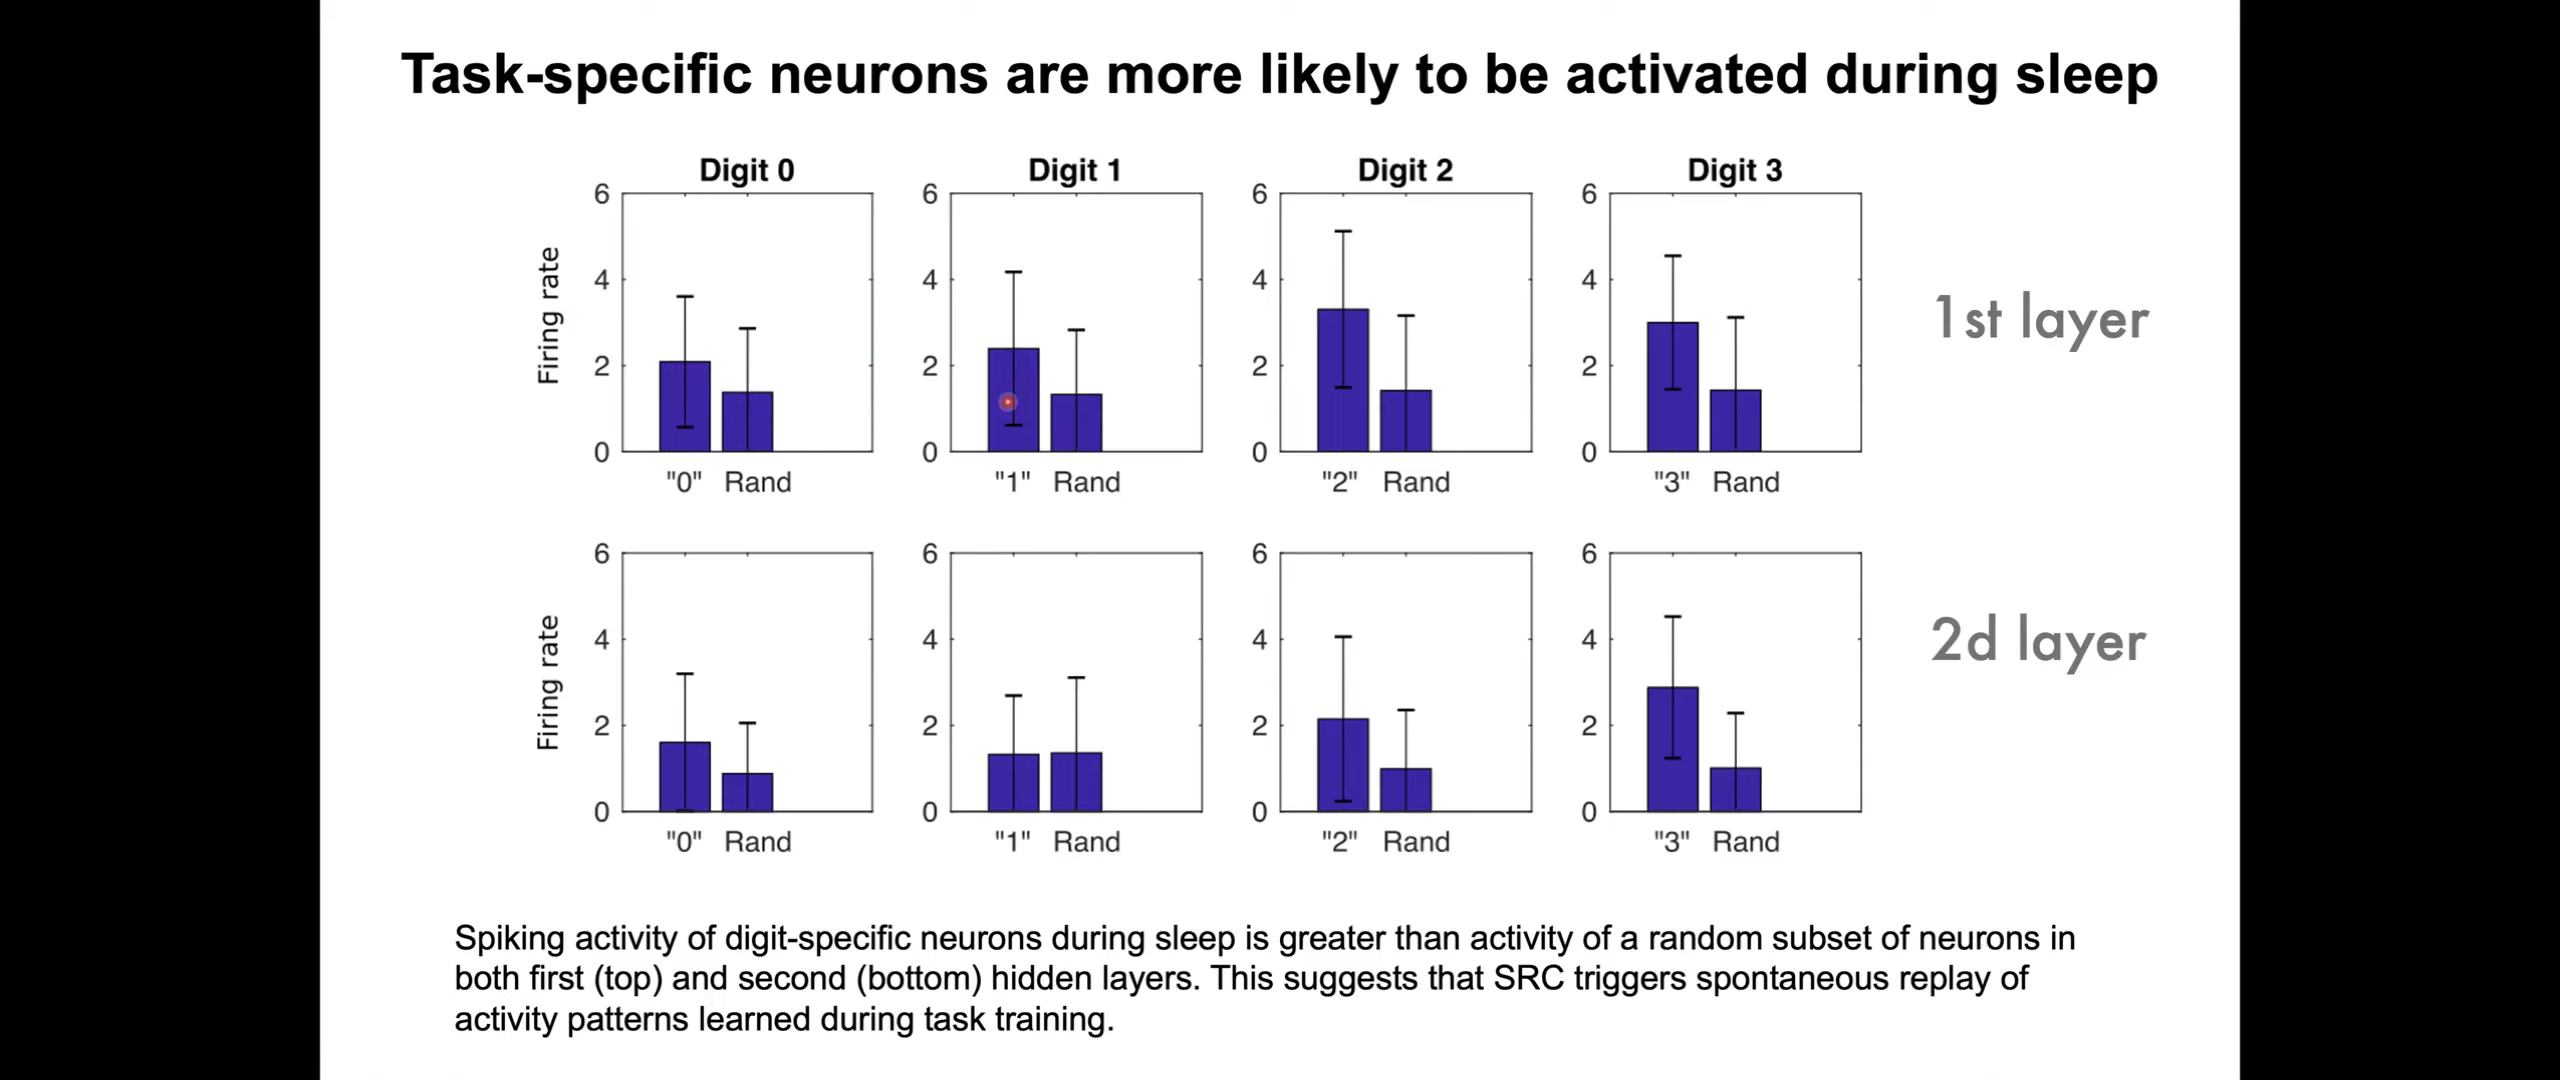 Task-specific neurons are more likely to be activated during sleep
Digit 0
Digit 1
Digit 2
Digit 3
Firing rate
6
4
2
0
"0" Rand
6
4
2
0
"1" Rand
6
4
2
0
"2" Rand
6
4
2
0
"3" Rand
1st layer
Firing rate
6
4
2
0
"0" Rand
6
4
2
0
"1" Rand
6
4
2
0
"2" Rand
6
4
2
0
"3" Rand
2d layer
Spiking activity of digit-specific neurons during sleep is greater than activity of a random subset of neurons in
both first (top) and second (bottom) hidden layers. This suggests that SRC triggers spontaneous replay of
activity patterns learned during task training.